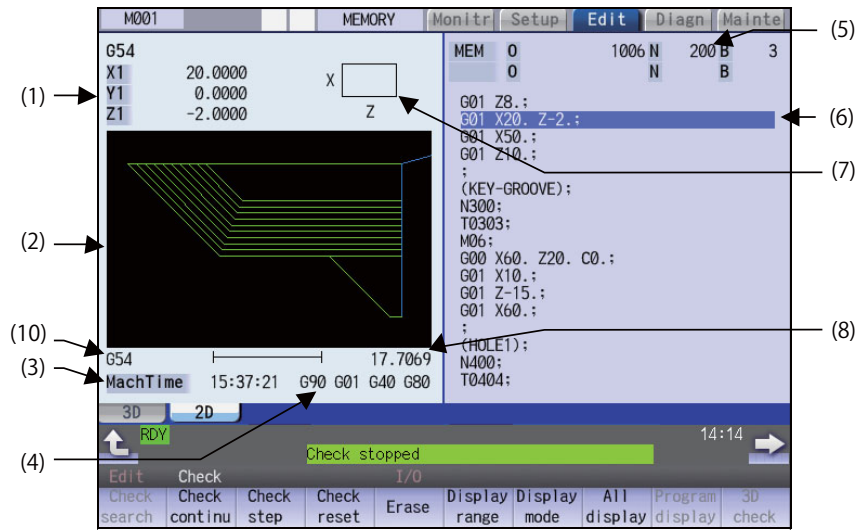 M001 MEMORY Monitr Setup Edit Diagn Mainte
(5)
G54
MEM O 1006 N 200 B 3
O N B
X1 20.0000
Y1 0.0000
Z1 -2.0000
(1)
X
Z
(7)
G01 Z8.;
G01 X20. Z-2.;
(6)
G01 X50.;
G01 Z10.;
;
(KEY-GROOVE);
N300;
T0303;
M06;
G00 X60. Z20. C0.;
G01 X10.;
G01 Z-15.;
G01 X60.;
;
(HOLE1);
N400;
T0404;
(2)
(8)
(10)
G54 17.7069
(3)
MachTime 15:37:21 G90 G01 G40 G80
(4)
3D 2D
RDY 14:14
Check stopped
Edit Check I/O
Check search
Check continu
Check step
Check reset
Erase
Display range
Display mode
All display
Program display
3D check